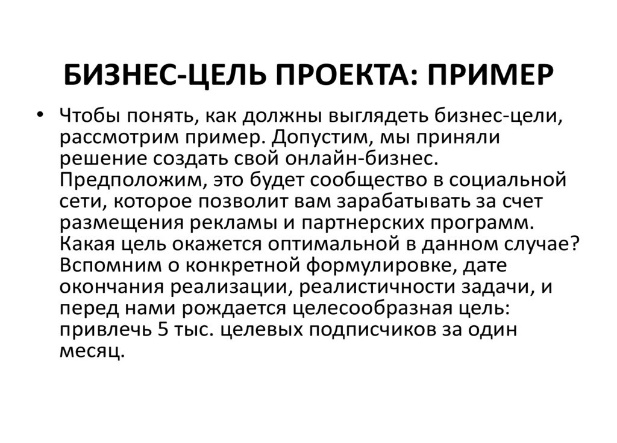 БИЗНЕС-ЦЕЛЬ ПРОЕКТА: ПРИМЕР
• Чтобы понять, как должны выглядеть бизнес-цели,
рассмотрим пример. Допустим, мы приняли
решение создать свой онлайн-бизнес.
Предположим, это будет сообщество в социальной
сети, которое позволит вам зарабатывать за счет
размещения рекламы и партнерских программ.
Какая цель окажется оптимальной в данном случае?
Вспомним о конкретной формулировке, дате
окончания реализации, реалистичности задачи, и
перед нами рождается целесообразная цель:
привлечь 5 тыс. целевых подписчиков за один
месяц.